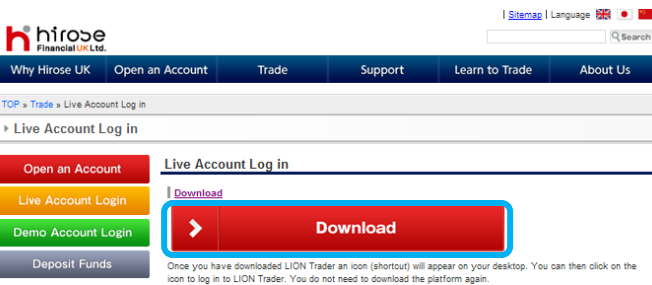 | Sitemap | Language
hirose
Financial UK Ltd.
Search
Why Hirose UK Open an Account Trade Support Learn to Trade About Us
TOP » Trade » Live Account Log in
Live Account Log in
Open an Account
Live Account Login
Demo Account Login
Deposit Funds
Live Account Log in
Download
Download
Once you have downloaded LION Trader an icon (shortcut) will appear on your desktop. You can then click on the
icon to log in to LION Trader. You do not need to download the platform again.